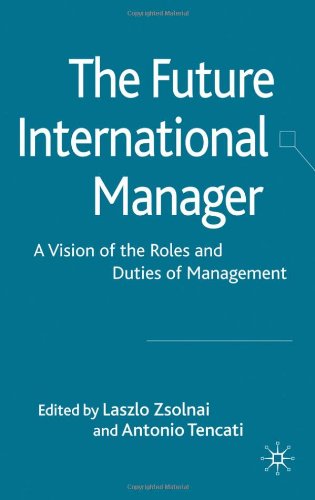 The Future
International
Manager
A Vision of the Roles and
Duties of Management
Edited by Laszlo Zsolnai
and Antonio Tencati